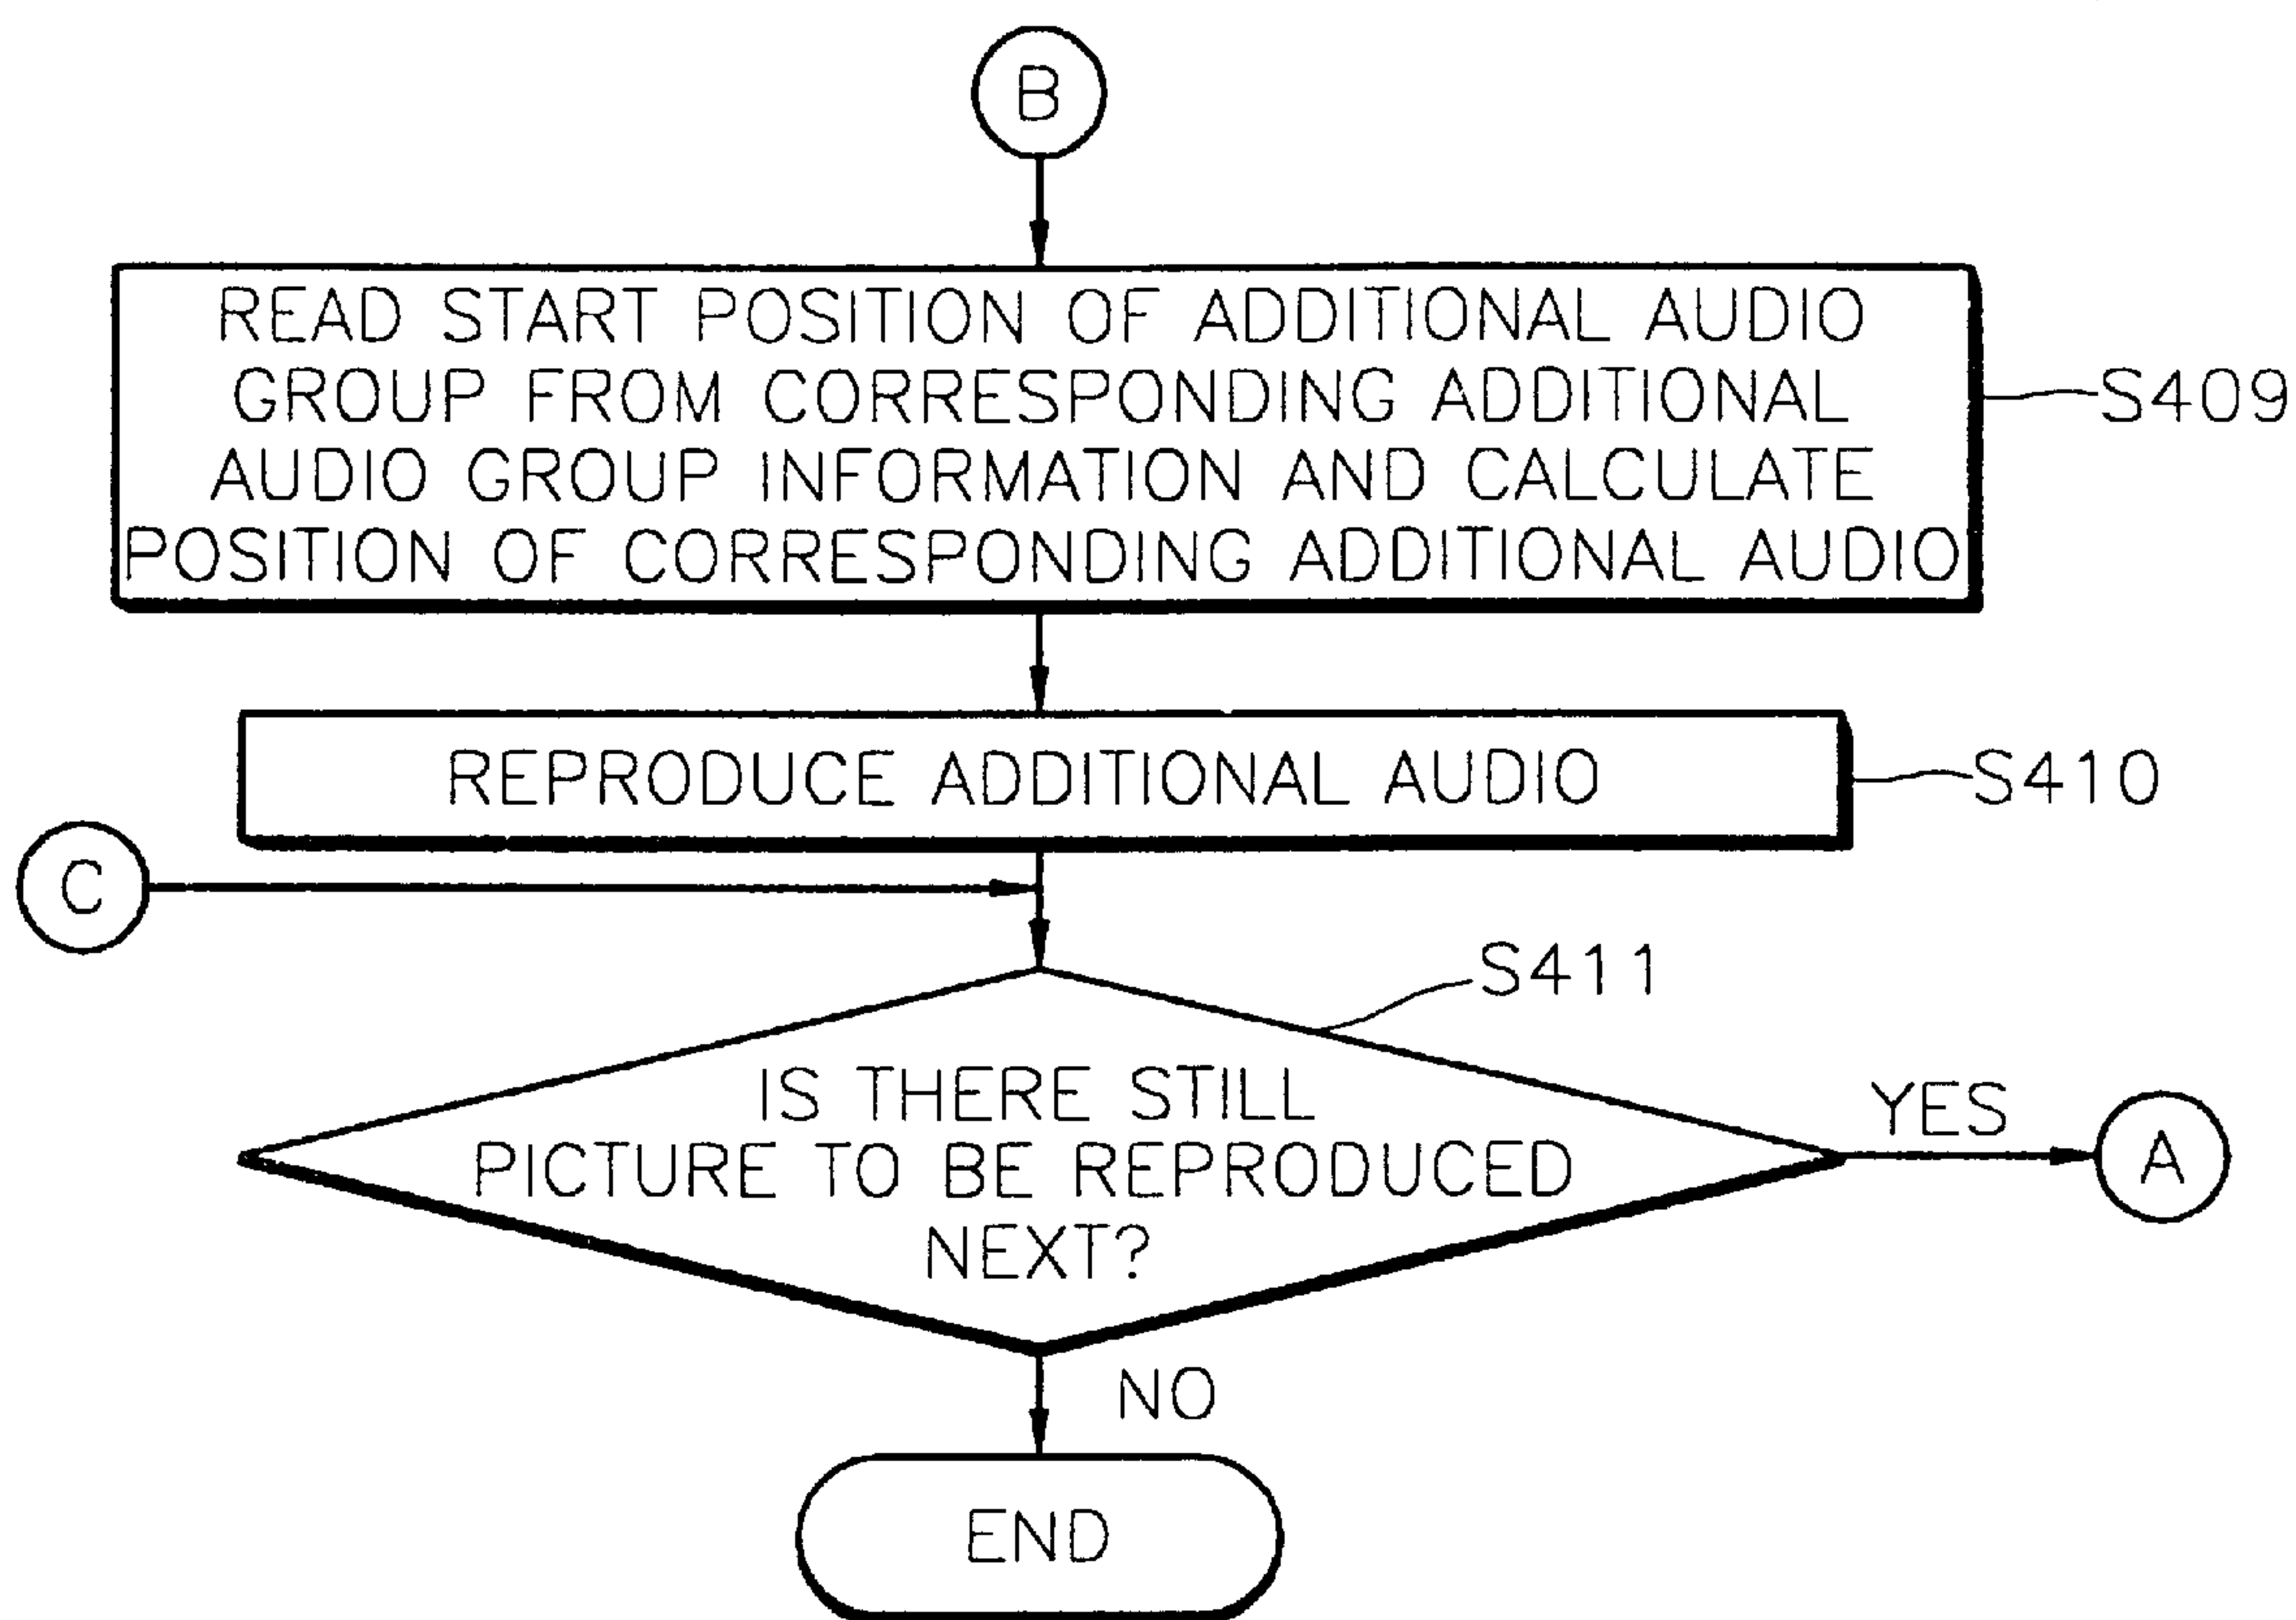 B
READ START POSITION OF ADDITIONAL AUDIO
GROUP FROM CORRESPONDING ADDITIONAL
AUDIO GROUP INFORMATION AND CALCULATE
POSITION OF CORRESPONDING ADDITIONAL AUDIO
S409
REPRODUCE ADDITIONAL AUDIO
S410
C
S411
IS THERE STILL
PICTURE TO BE REPRODUCED
NEXT?
YES
A
NO
END